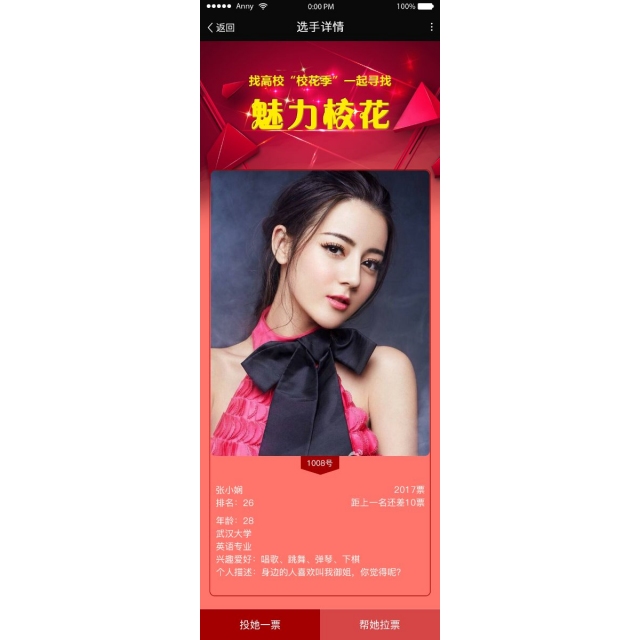 Anny
0:00 PM
100%
返回
选手详情
找高校“校花季”一起寻找
魅力校花
1008号
张小娴
2017票
排名：26
距上一名还差10票
年龄：28
武汉大学
英语专业
兴趣爱好：唱歌、跳舞、弹琴、下棋
个人描述：身边的人喜欢叫我御姐，你觉得呢？
投她一票
帮她拉票